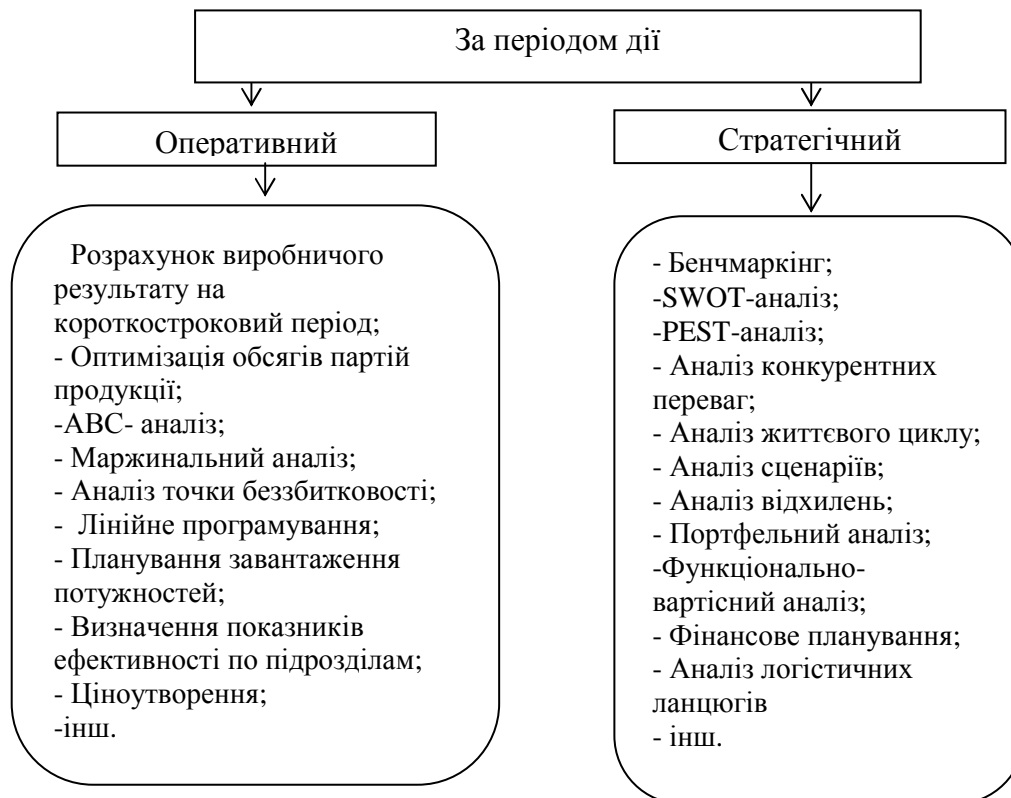 За періодом дії
Оперативний
Стратегічний
Розрахунок виробничого
результату на
короткостроковий період;
- Оптимізація обсягів партій
продукції;
-АВС- аналіз;
- Маржинальний аналіз;
- Аналіз точки беззбитковості;
- Лінійне програмування;
- Планування завантаження
потужностей;
- Визначення показників
ефективності по підрозділам;
- Ціноутворення;
-інш.
- Бенчмаркінг;
-SWOT-аналіз;
-PEST-аналіз;
- Аналіз конкурентних
переваг;
- Аналіз життєвого циклу;
- Аналіз сценаріїв;
- Аналіз відхилень;
- Портфельний аналіз;
-Функціонально-
вартісний аналіз;
- Фінансове планування;
- Аналіз логістичних
ланцюгів
- інш.